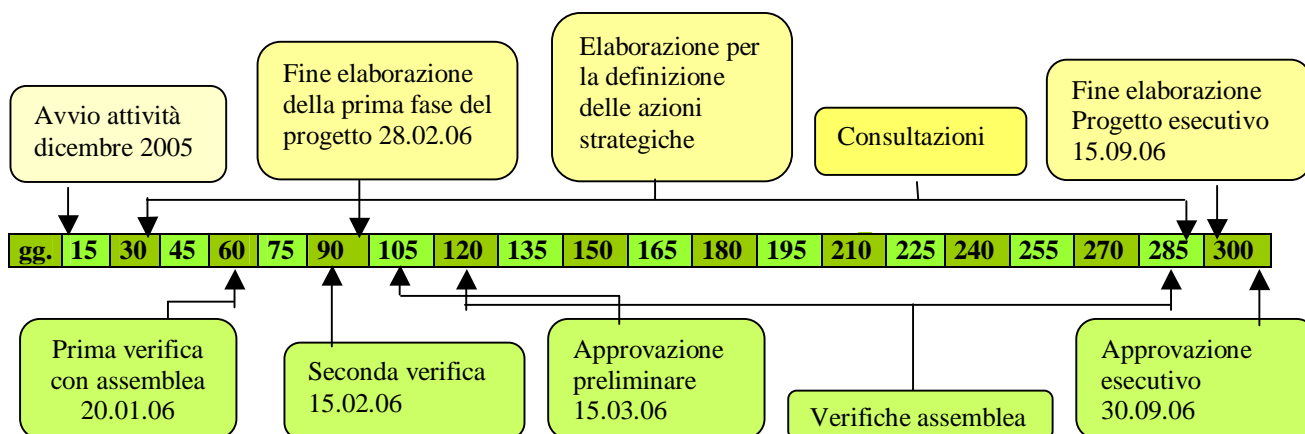 Avvio attività
dicembre 2005
Fine elaborazione
della prima fase del
progetto 28.02.06
Elaborazione per
la definizione
delle azioni
strategiche
Consultazioni
Fine elaborazione
Progetto esecutivo
15.09.06
gg. 15 30 45 60 75 90 105 120 135 150 165 180 195 210 225 240 255 270 285 300
Prima verifica
con assemblea
20.01.06
Seconda verifica
15.02.06
Approvazione
preliminare
15.03.06
Verifiche assemblea
Approvazione
esecutivo
30.09.06